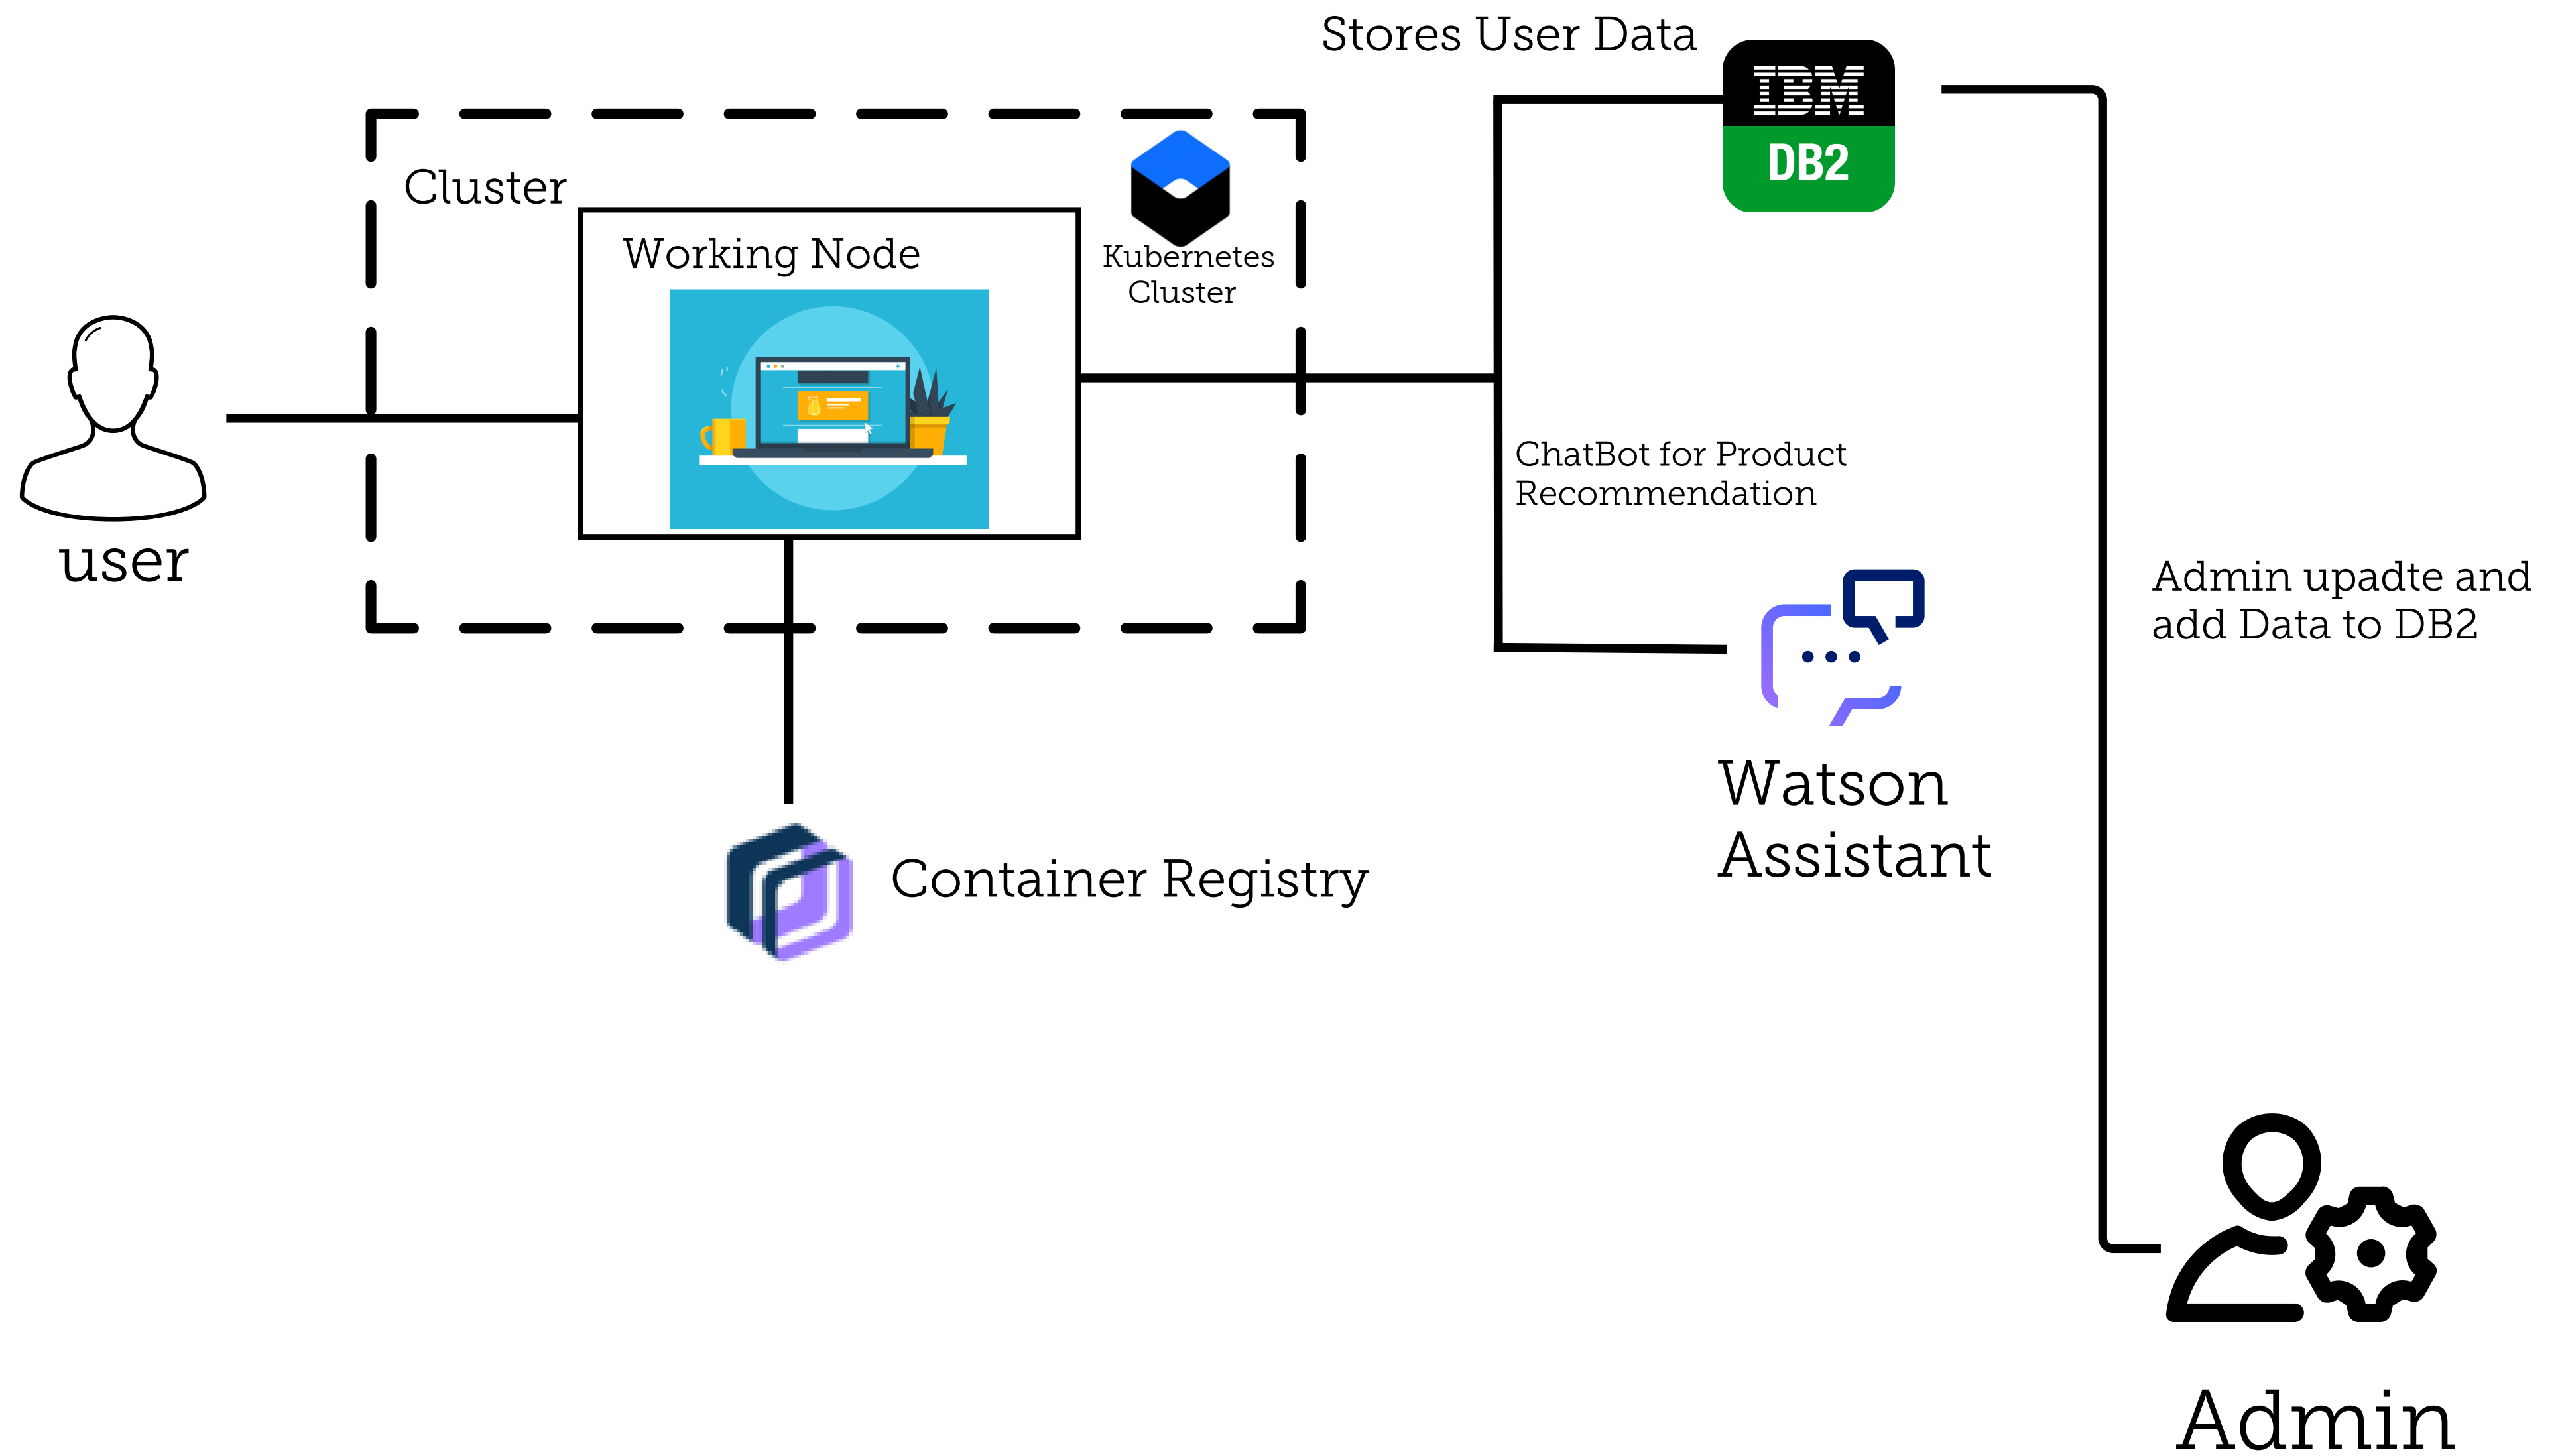 Stores User Data
IBM
DB2
Cluster
Working Node
Kubernetes
Cluster
user
ChatBot for Product
Recommendation
Admin upadte and
add Data to DB2
Watson
Assistant
Container Registry
Admin